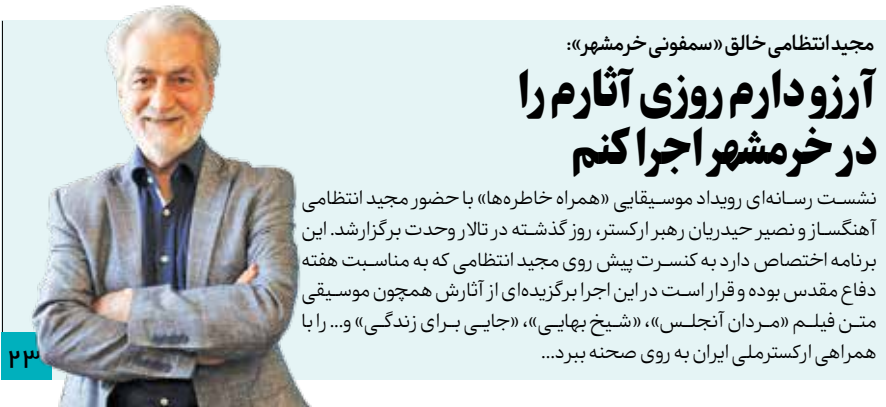 مجید انتظامی خالق «سمفونی خرمشهر»:
آرزو دارم روزی آثارم را
در خرمشهر اجرا کنم
نشست رسانه‌ای رویداد موسیقایی «همراه خاطره‌ها» با حضور مجید انتظامی
آهنگساز و نصیر حیدریان رهبر ارکستر، روز گذشته در تالار وحدت برگزار شد. این
برنامه اختصاص دارد به کنسرت پیش روی مجید انتظامی که به مناسبت هفته
دفاع مقدس بوده و قرار است در این اجرا برگزیده‌ای از آثارش همچون موسیقی
متن فیلم «مردان آنجلس»، «شیخ بهایی»، «جایی برای زندگی» و... را با
همراهی ارکستر ملی ایران به روی صحنه ببرد...
۲۳